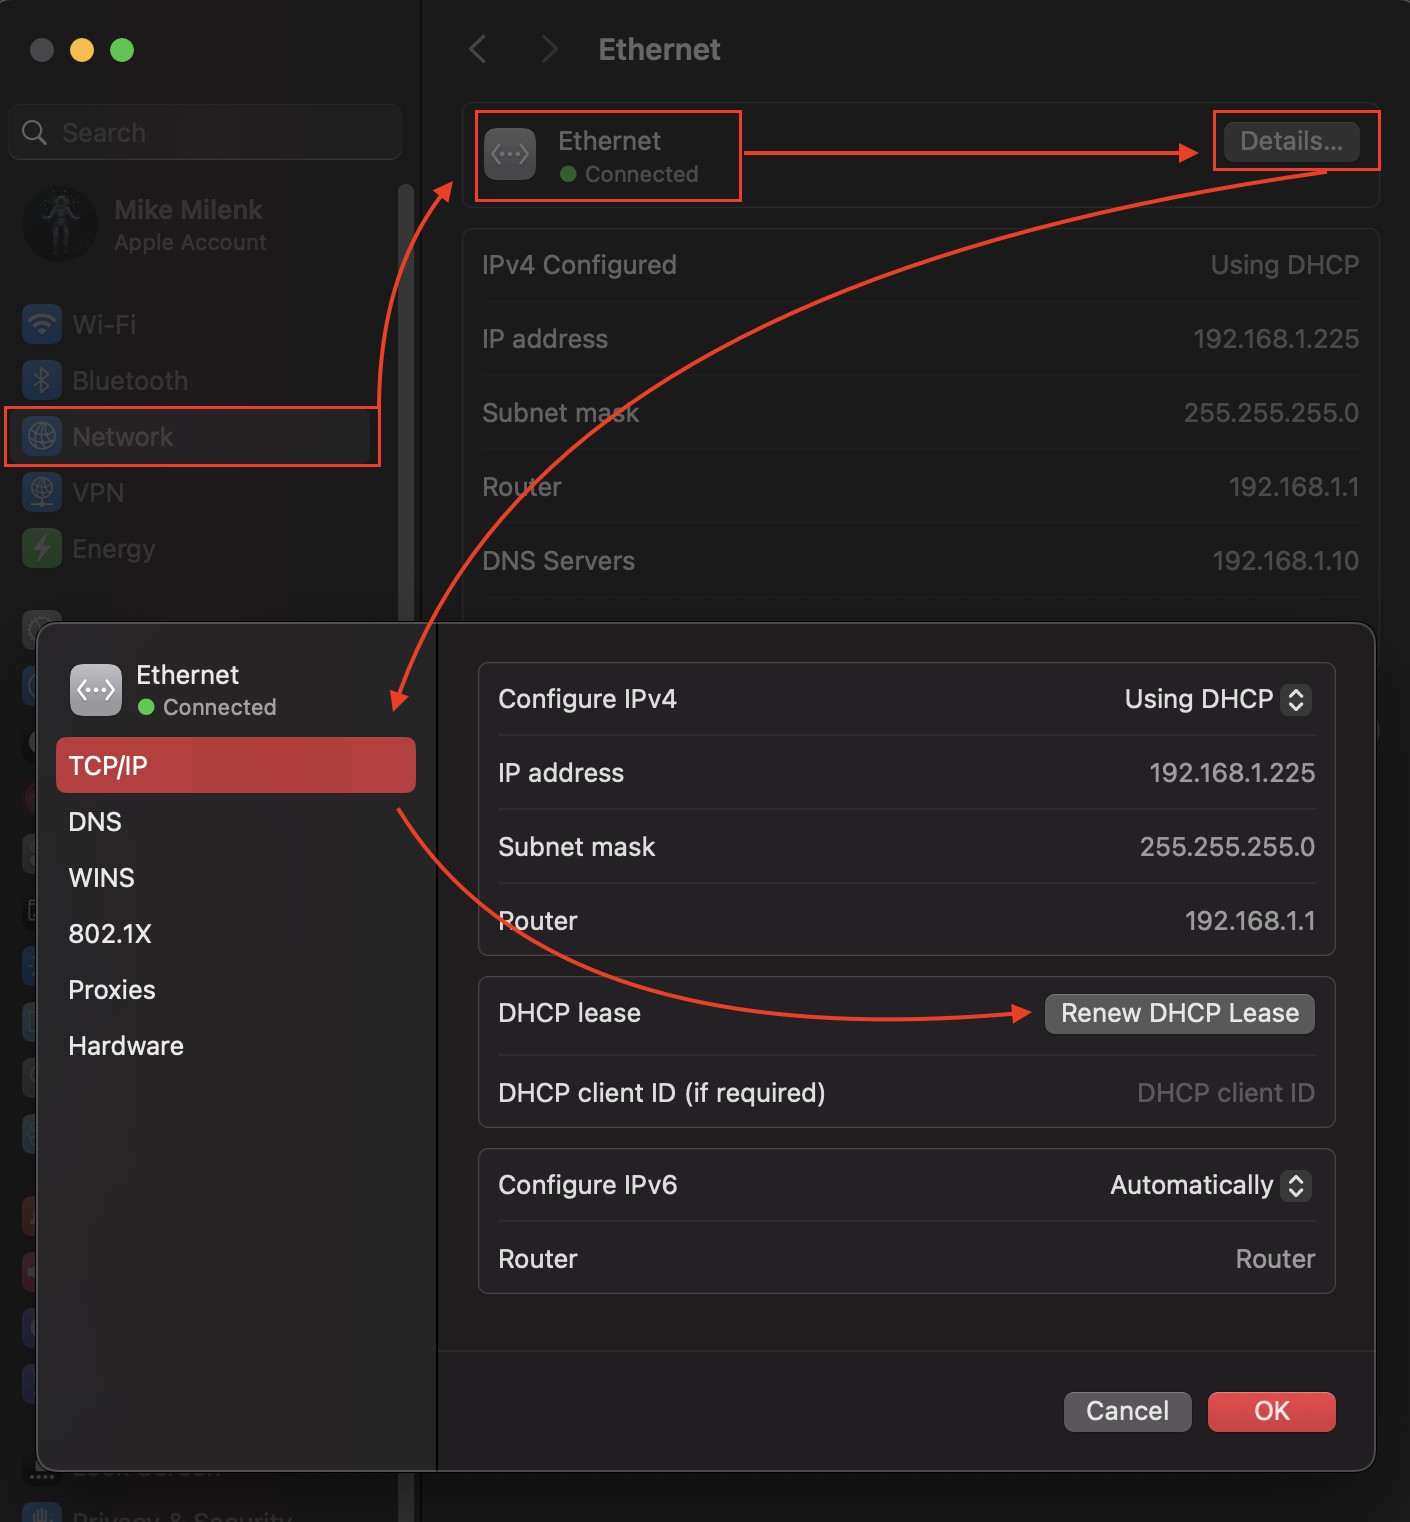 Ethernet
Search
Mike Milenk
Apple Account
Wi-Fi
Bluetooth
Network
VPN
Energy
Ethernet
Connected
Details...
IPv4 Configured
Using DHCP
IP address
192.168.1.225
Subnet mask
255.255.255.0
Router
192.168.1.1
DNS Servers
192.168.1.10
Ethernet
Connected
TCP/IP
DNS
WINS
802.1X
Proxies
Hardware
Configure IPv4
Using DHCP
IP address
192.168.1.225
Subnet mask
255.255.255.0
Router
192.168.1.1
DHCP lease
Renew DHCP Lease
DHCP client ID (if required)
DHCP client ID
Configure IPv6
Automatically
Router
Router
Cancel
OK
Lock Screen
Privacy & Security